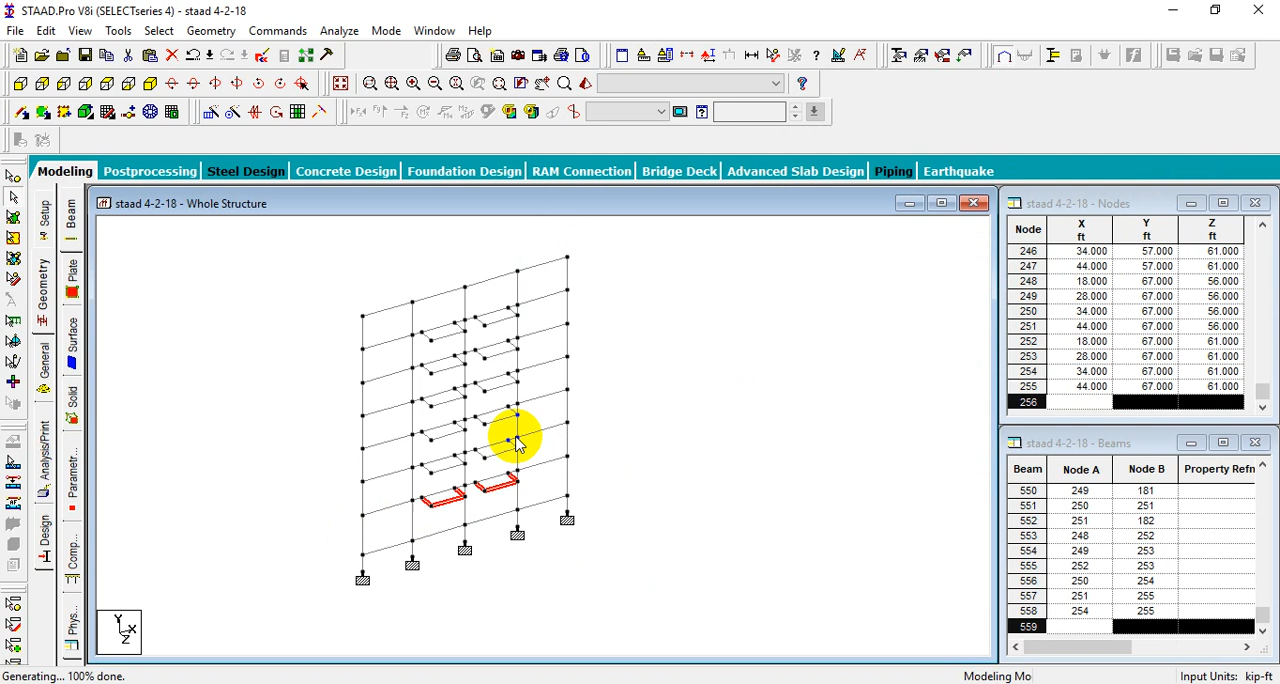 STAAD.Pro V8i (SELECTseries 4) - staad 4-2-18
File Edit View Tools Select Geometry Commands Analyze Mode Window Help
Modeling Postprocessing Steel Design Concrete Design Foundation Design RAM Connection Bridge Deck Advanced Slab Design Piping Earthquake
Setup
Geometry
General
Analysis/Print
Design
Beam
Plate
Surface
Solid
Parametr...
Comp...
Phys...
staad 4-2-18 - Whole Structure
Y
X
Z
staad 4-2-18 - Nodes
Node X ft Y ft Z ft
246 34.000 57.000 61.000
247 44.000 57.000 61.000
248 18.000 67.000 56.000
249 28.000 67.000 56.000
250 34.000 67.000 56.000
251 44.000 67.000 56.000
252 18.000 67.000 61.000
253 28.000 67.000 61.000
254 34.000 67.000 61.000
255 44.000 67.000 61.000
256
staad 4-2-18 - Beams
Beam Node A Node B Property Refn
550 249 181
551 250 251
552 251 182
553 248 252
554 249 253
555 252 253
556 250 254
557 251 255
558 254 255
559
Generating... 100% done.
Modeling Mo
Input Units: kip-ft